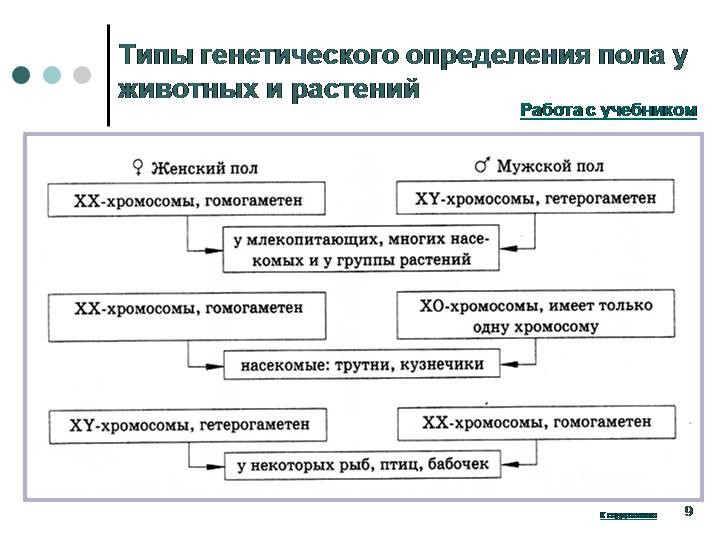 Типы генетического определения пола у
животных и растений
Работа с учебником
♀ Женский пол
♂ Мужской пол
XX-хромосомы, гомогаметен
XY-хромосомы, гетерогаметен
у млекопитающих, многих насе-
комых и у группы растений
XX-хромосомы, гомогаметен
XO-хромосомы, имеет только
одну хромосому
насекомые: трутни, кузнечики
XY-хромосомы, гетерогаметен
XX-хромосомы, гомогаметен
у некоторых рыб, птиц, бабочек
9